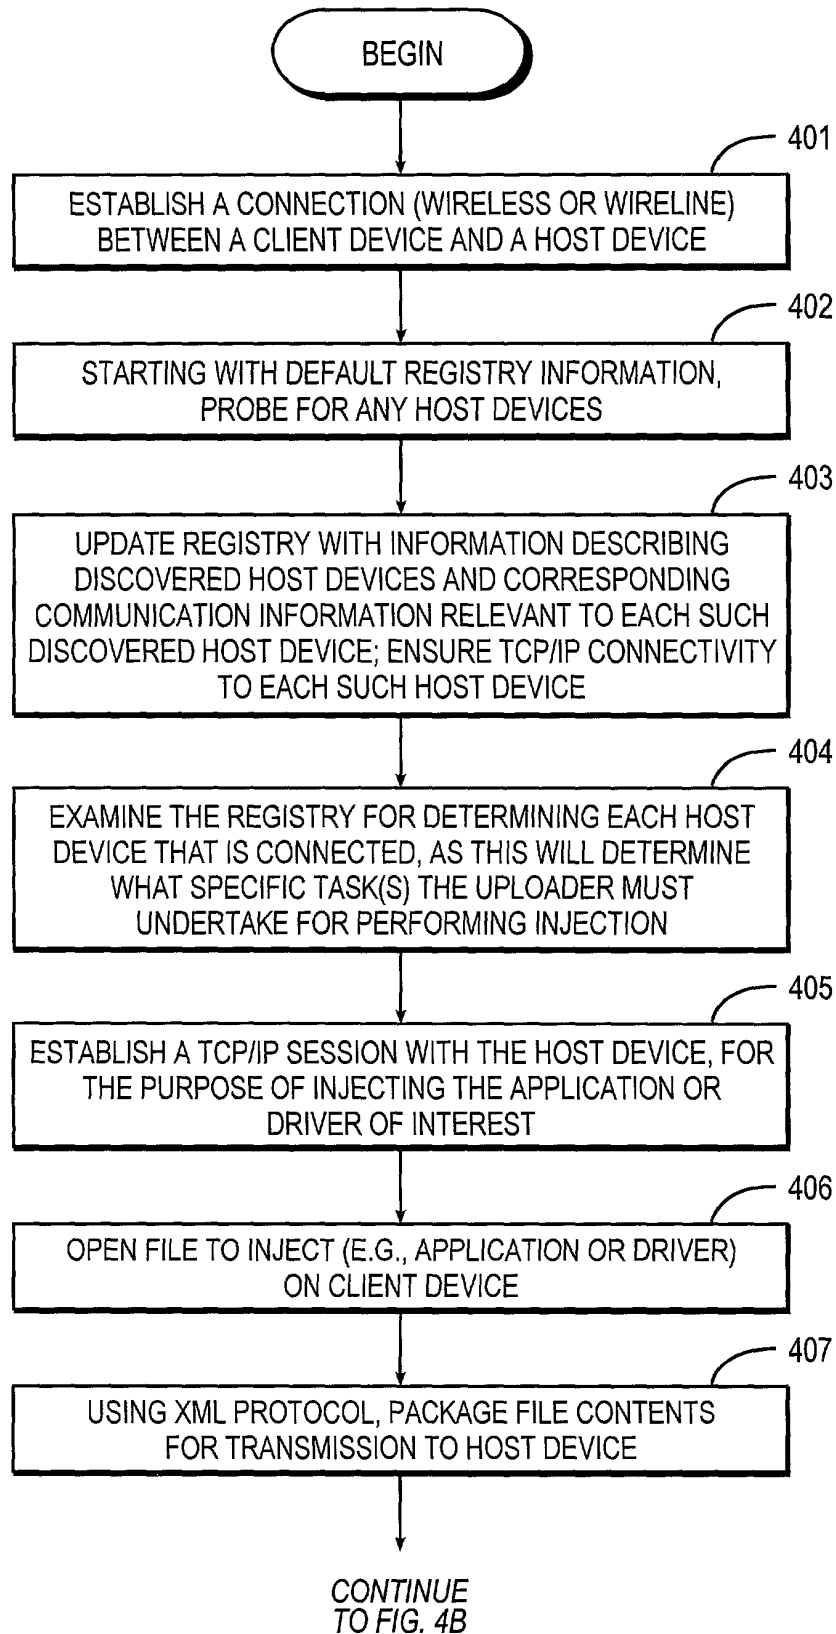 BEGIN
401
ESTABLISH A CONNECTION (WIRELESS OR WIRELINE)
BETWEEN A CLIENT DEVICE AND A HOST DEVICE
402
STARTING WITH DEFAULT REGISTRY INFORMATION,
PROBE FOR ANY HOST DEVICES
403
UPDATE REGISTRY WITH INFORMATION DESCRIBING
DISCOVERED HOST DEVICES AND CORRESPONDING
COMMUNICATION INFORMATION RELEVANT TO EACH SUCH
DISCOVERED HOST DEVICE; ENSURE TCP/IP CONNECTIVITY
TO EACH SUCH HOST DEVICE
404
EXAMINE THE REGISTRY FOR DETERMINING EACH HOST
DEVICE THAT IS CONNECTED, AS THIS WILL DETERMINE
WHAT SPECIFIC TASK(S) THE UPLOADER MUST
UNDERTAKE FOR PERFORMING INJECTION
405
ESTABLISH A TCP/IP SESSION WITH THE HOST DEVICE, FOR
THE PURPOSE OF INJECTING THE APPLICATION OR
DRIVER OF INTEREST
406
OPEN FILE TO INJECT (E.G., APPLICATION OR DRIVER)
ON CLIENT DEVICE
407
USING XML PROTOCOL, PACKAGE FILE CONTENTS
FOR TRANSMISSION TO HOST DEVICE
CONTINUE
TO FIG. 4B